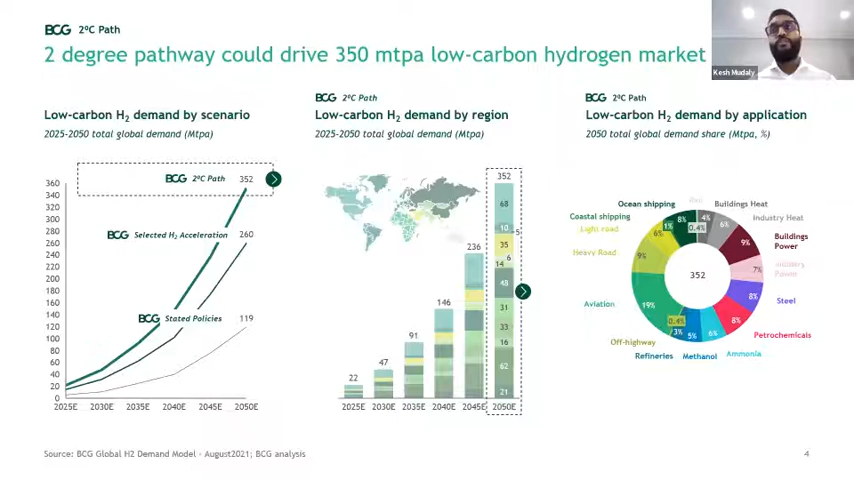 BCG 2°C Path
2 degree pathway could drive 350 mtpa low-carbon hydrogen market
Kesh Mudaly
Low-carbon H2 demand by scenario
2025-2050 total global demand (Mtpa)
BCG 2°C Path 352
BCG Selected H2 Acceleration 260
BCG Stated Policies 119
360
340
320
300
280
260
240
220
200
180
160
140
120
100
80
60
40
20
0
2025E 2030E 2035E 2040E 2045E 2050E
BCG 2°C Path
Low-carbon H2 demand by region
2025-2050 total global demand (Mtpa)
22
47
91
146
236
352
68
10
5
35
6
14
48
31
33
16
62
21
2025E 2030E 2035E 2040E 2045E 2050E
BCG 2°C Path
Low-carbon H2 demand by application
2050 total global demand share (Mtpa, %)
352
Buildings Heat
4%
Industry Heat
6%
Buildings
Power
9%
Power
7%
Steel
8%
Petrochemicals
8%
Ammonia
6%
Methanol
5%
Refineries
3%
Off-highway
0.4%
Aviation
19%
Heavy Road
9%
Light road
6%
Coastal shipping
1%
Ocean shipping
8%
0.4%
Source: BCG Global H2 Demand Model - August2021; BCG analysis
4